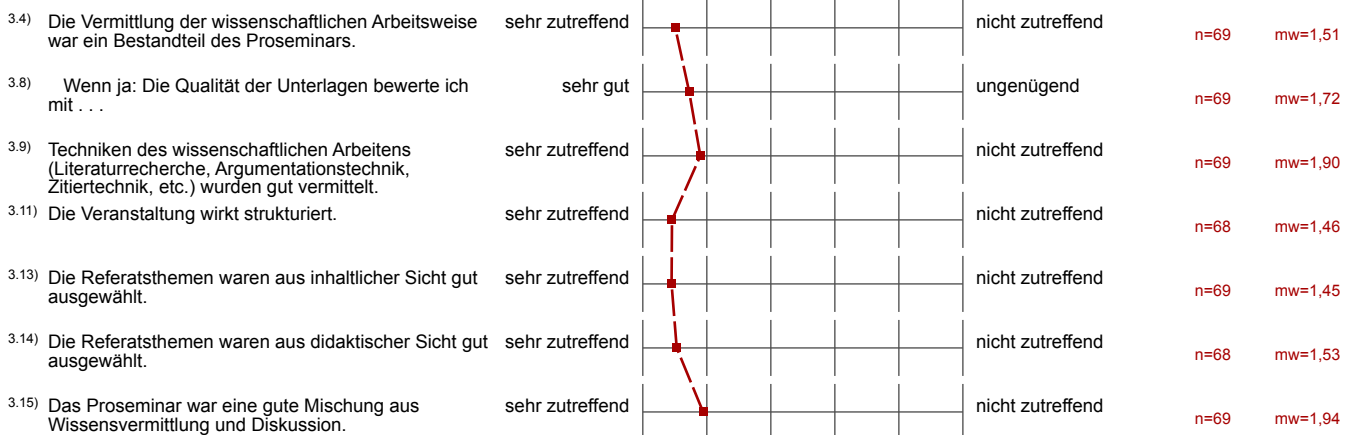 3.4) Die Vermittlung der wissenschaftlichen Arbeitsweise sehr zutreffend nicht zutreffend n=69 mw=1,51
war ein Bestandteil des Proseminars.
3.8) Wenn ja: Die Qualität der Unterlagen bewerte ich sehr gut ungenügend n=69 mw=1,72
mit . . .
3.9) Techniken des wissenschaftlichen Arbeitens sehr zutreffend nicht zutreffend n=69 mw=1,90
(Literaturrecherche, Argumentationstechnik,
Zitiertechnik, etc.) wurden gut vermittelt.
3.11) Die Veranstaltung wirkt strukturiert. sehr zutreffend nicht zutreffend n=68 mw=1,46
3.13) Die Referatsthemen waren aus inhaltlicher Sicht gut sehr zutreffend nicht zutreffend n=69 mw=1,45
ausgewählt.
3.14) Die Referatsthemen waren aus didaktischer Sicht gut sehr zutreffend nicht zutreffend n=68 mw=1,53
ausgewählt.
3.15) Das Proseminar war eine gute Mischung aus sehr zutreffend nicht zutreffend n=69 mw=1,94
Wissensvermittlung und Diskussion.